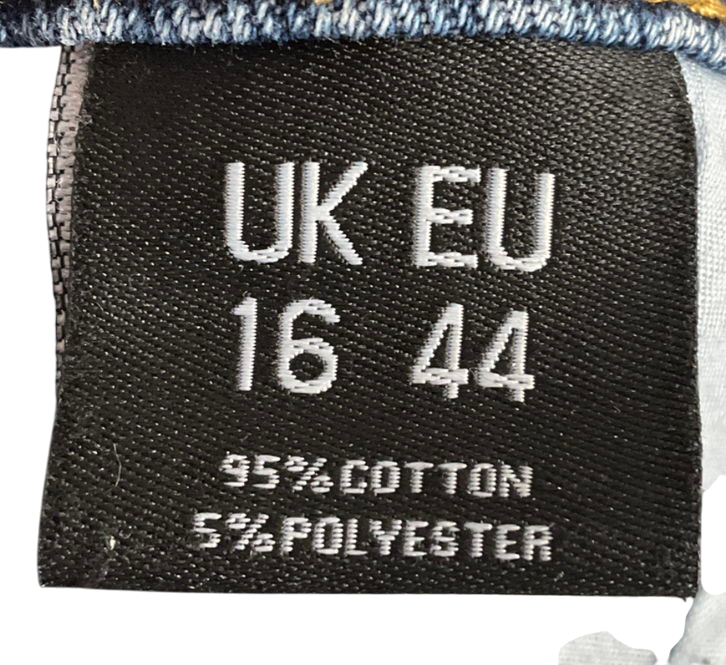 UK EU
16 44
95% COTTON
5% POLYESTER